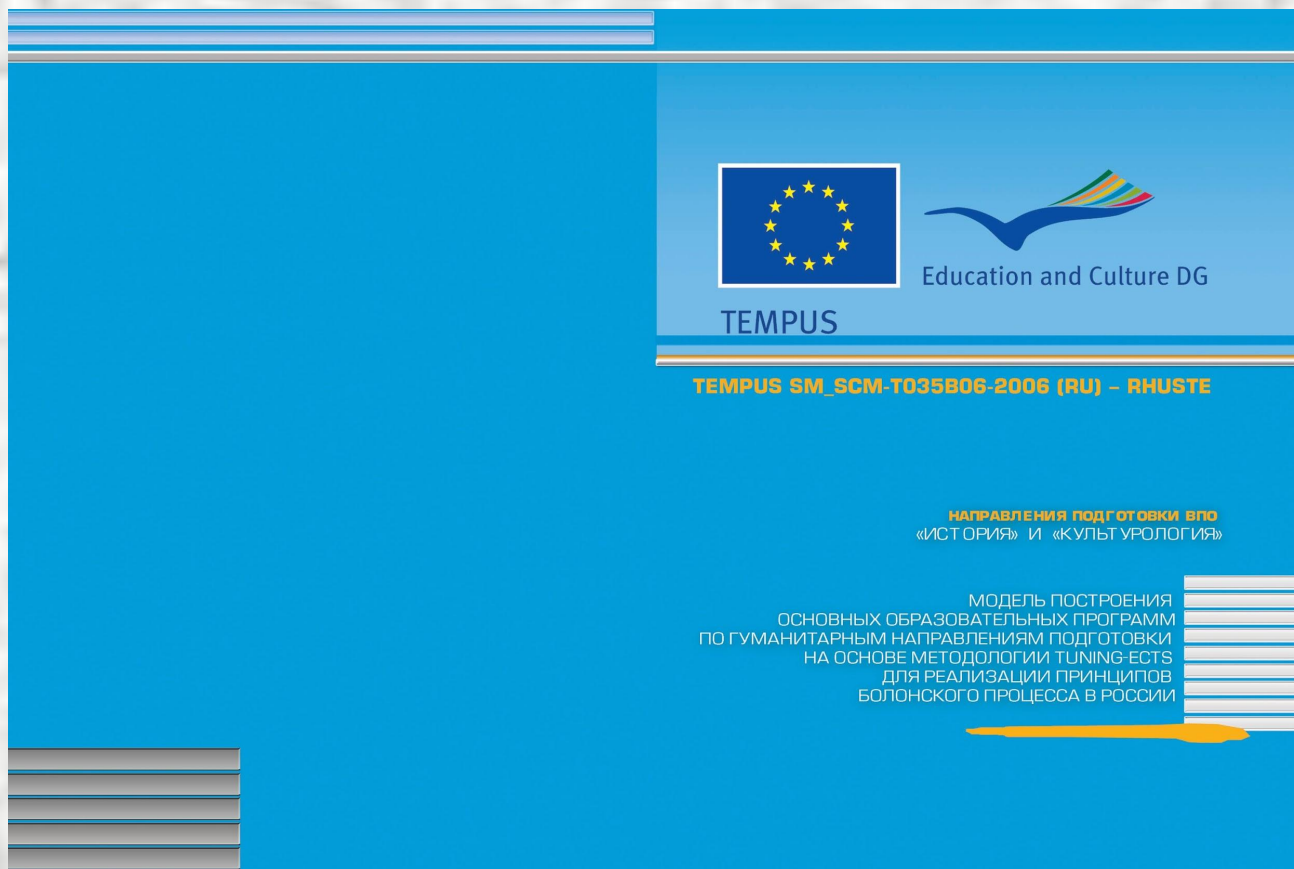 Education and Culture DG
TEMPUS
TEMPUS SM_SCM-T035B06-2006 (RU) – RHUSTE
НАПРАВЛЕНИЯ ПОДГОТОВКИ ВПО
«ИСТОРИЯ» И «КУЛЬТУРОЛОГИЯ»
МОДЕЛЬ ПОСТРОЕНИЯ
ОСНОВНЫХ ОБРАЗОВАТЕЛЬНЫХ ПРОГРАММ
ПО ГУМАНИТАРНЫМ НАПРАВЛЕНИЯМ ПОДГОТОВКИ
НА ОСНОВЕ МЕТОДОЛОГИИ TUNING-ECTS
ДЛЯ РЕАЛИЗАЦИИ ПРИНЦИПОВ
БОЛОНСКОГО ПРОЦЕССА В РОССИИ